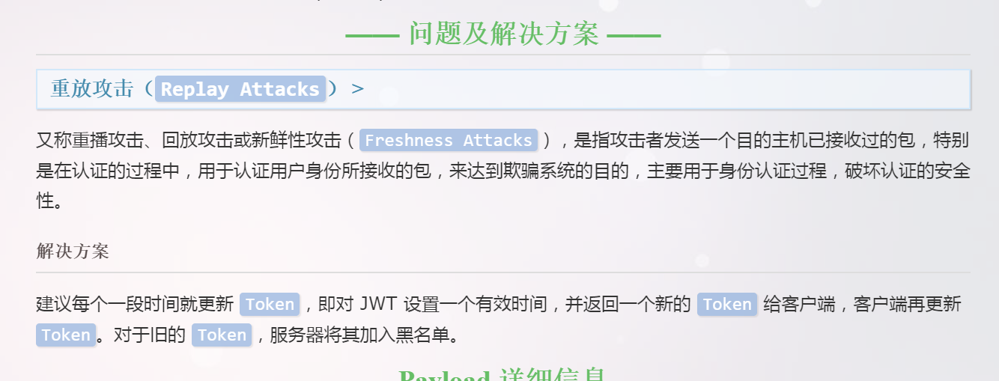 —— 问题及解决方案 ——
重放攻击（Replay Attacks）>
又称重播攻击、回放攻击或新鲜性攻击（Freshness Attacks），是指攻击者发送一个目的主机已接收过的包，特别
是在认证的过程中，用于认证用户身份所接收的包，来达到欺骗系统的目的，主要用于身份认证过程，破坏认证的安全
性。
解决方案
建议每个一段时间就更新 Token，即对 JWT 设置一个有效时间，并返回一个新的 Token 给客户端，客户端再更新
Token。对于旧的 Token，服务器将其加入黑名单。
Payload 详细信息